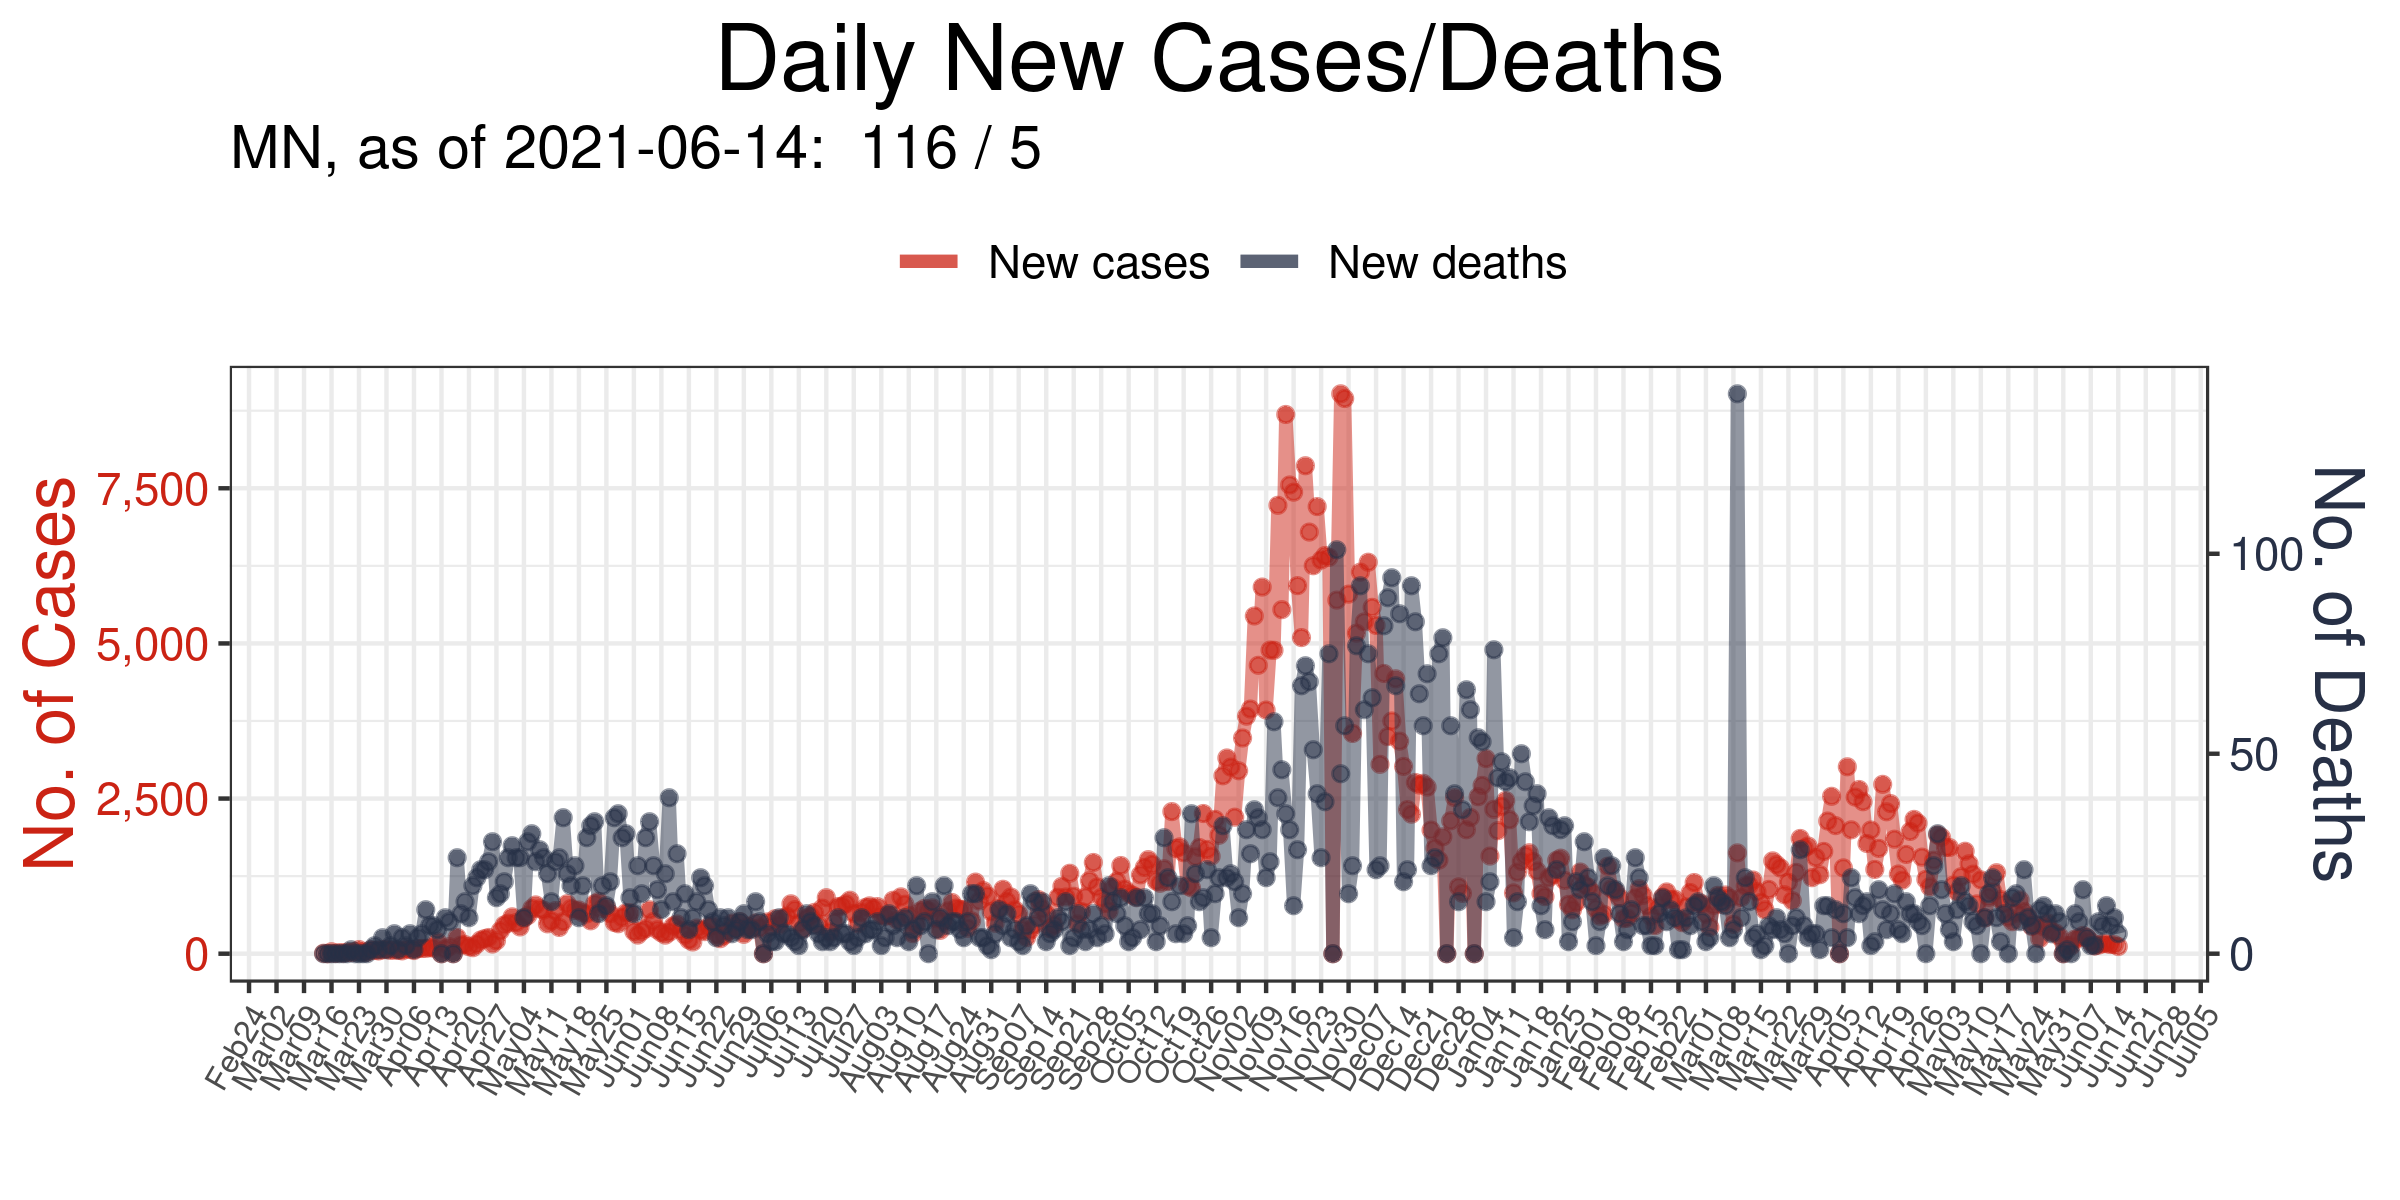 Daily New Cases/Deaths
MN, as of 2021-06-14: 116 / 5
New cases
New deaths
No. of Cases
7,500
5,000
2,500
0
100
50
0
No. of Deaths
Feb24
Mar02
Mar09
Mar16
Mar23
Mar30
Apr06
Apr13
Apr20
Apr27
May04
May11
May18
May25
Jun01
Jun08
Jun15
Jun22
Jun29
Jul06
Jul13
Jul20
Jul27
Aug03
Aug10
Aug17
Aug24
Aug31
Sep07
Sep14
Sep21
Sep28
Oct05
Oct12
Oct19
Oct26
Nov02
Nov09
Nov16
Nov23
Nov30
Dec07
Dec14
Dec21
Dec28
Jan04
Jan11
Jan18
Jan25
Feb01
Feb08
Feb15
Feb22
Mar01
Mar08
Mar15
Mar22
Mar29
Apr05
Apr12
Apr19
Apr26
May03
May10
May17
May24
May31
Jun07
Jun14
Jun21
Jun28
Jul05